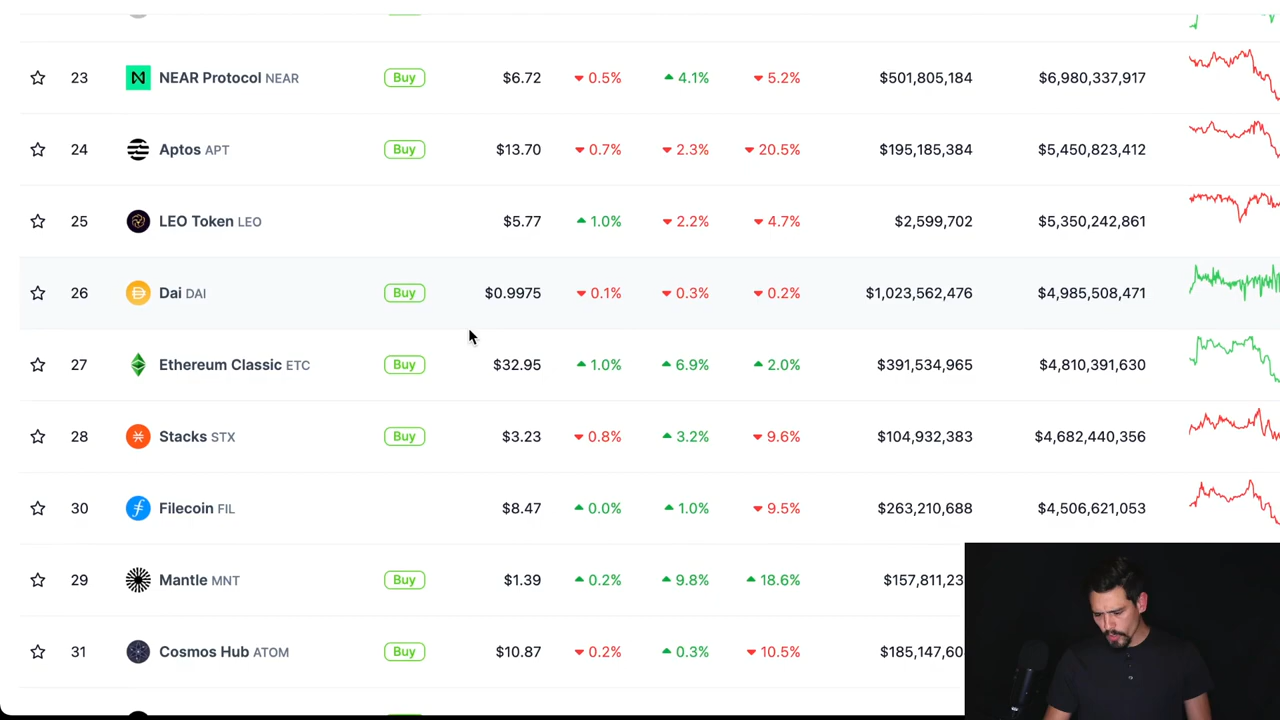 23 NEAR Protocol NEAR Buy $6.72 0.5% 4.1% 5.2% $501,805,184 $6,980,337,917
24 Aptos APT Buy $13.70 0.7% 2.3% 20.5% $195,185,384 $5,450,823,412
25 LEO Token LEO $5.77 1.0% 2.2% 4.7% $2,599,702 $5,350,242,861
26 Dai DAI Buy $0.9975 0.1% 0.3% 0.2% $1,023,562,476 $4,985,508,471
27 Ethereum Classic ETC Buy $32.95 1.0% 6.9% 2.0% $391,534,965 $4,810,391,630
28 Stacks STX Buy $3.23 0.8% 3.2% 9.6% $104,932,383 $4,682,440,356
30 Filecoin FIL Buy $8.47 0.0% 1.0% 9.5% $263,210,688 $4,506,621,053
29 Mantle MNT Buy $1.39 0.2% 9.8% 18.6% $157,811,23
31 Cosmos Hub ATOM Buy $10.87 0.2% 0.3% 10.5% $185,147,60